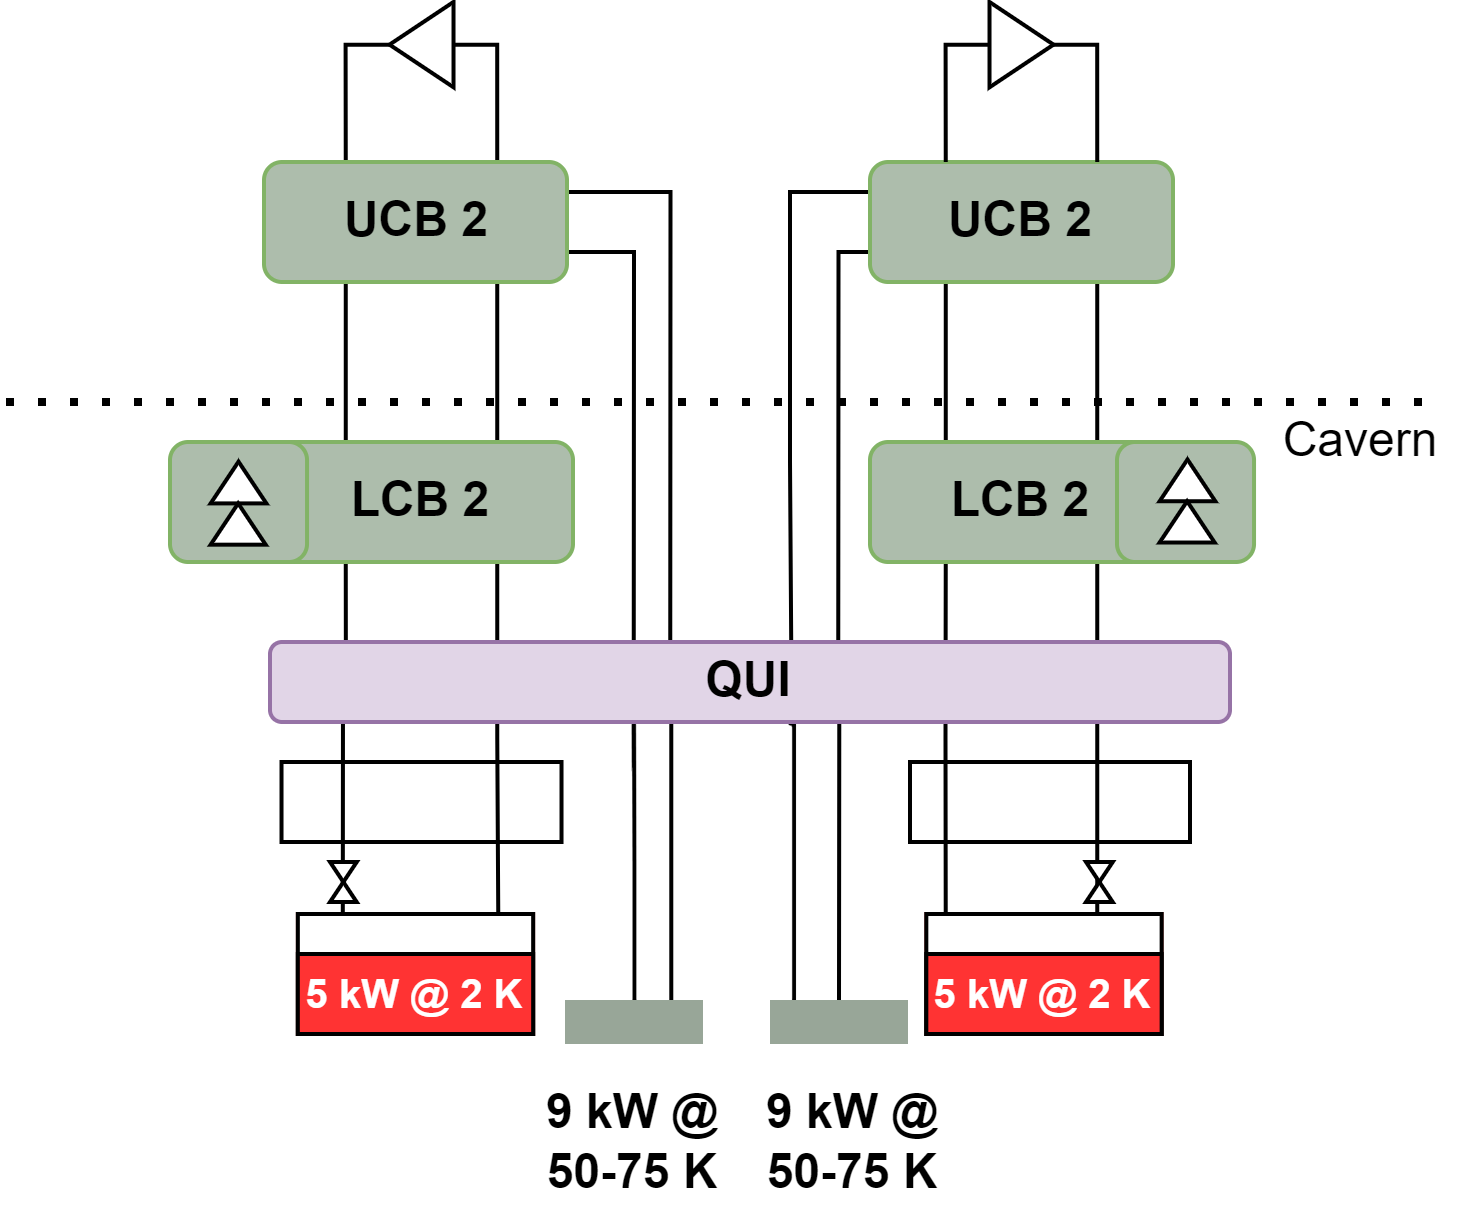 UCB 2
UCB 2
Cavern
LCB 2
LCB 2
QUI
5 kW @ 2 K
5 kW @ 2 K
9 kW @
50-75 K
9 kW @
50-75 K